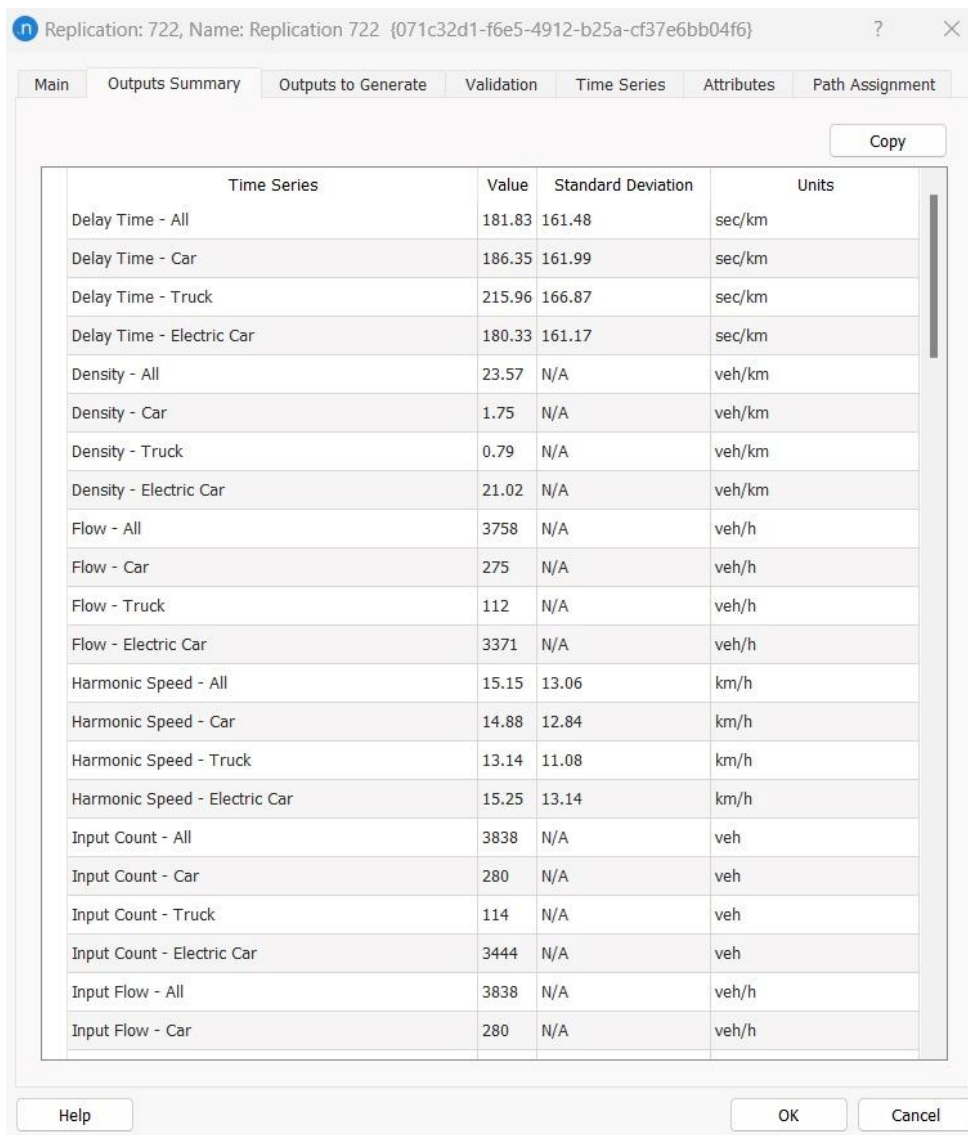 .n Replication: 722, Name: Replication 722 {071c32d1-f6e5-4912-b25a-cf37e6bb04f6} ? ×
Main Outputs Summary Outputs to Generate Validation Time Series Attributes Path Assignment
Copy
Time Series Value Standard Deviation Units
Delay Time - All 181.83 161.48 sec/km
Delay Time - Car 186.35 161.99 sec/km
Delay Time - Truck 215.96 166.87 sec/km
Delay Time - Electric Car 180.33 161.17 sec/km
Density - All 23.57 N/A veh/km
Density - Car 1.75 N/A veh/km
Density - Truck 0.79 N/A veh/km
Density - Electric Car 21.02 N/A veh/km
Flow - All 3758 N/A veh/h
Flow - Car 275 N/A veh/h
Flow - Truck 112 N/A veh/h
Flow - Electric Car 3371 N/A veh/h
Harmonic Speed - All 15.15 13.06 km/h
Harmonic Speed - Car 14.88 12.84 km/h
Harmonic Speed - Truck 13.14 11.08 km/h
Harmonic Speed - Electric Car 15.25 13.14 km/h
Input Count - All 3838 N/A veh
Input Count - Car 280 N/A veh
Input Count - Truck 114 N/A veh
Input Count - Electric Car 3444 N/A veh
Input Flow - All 3838 N/A veh/h
Input Flow - Car 280 N/A veh/h
Help OK Cancel